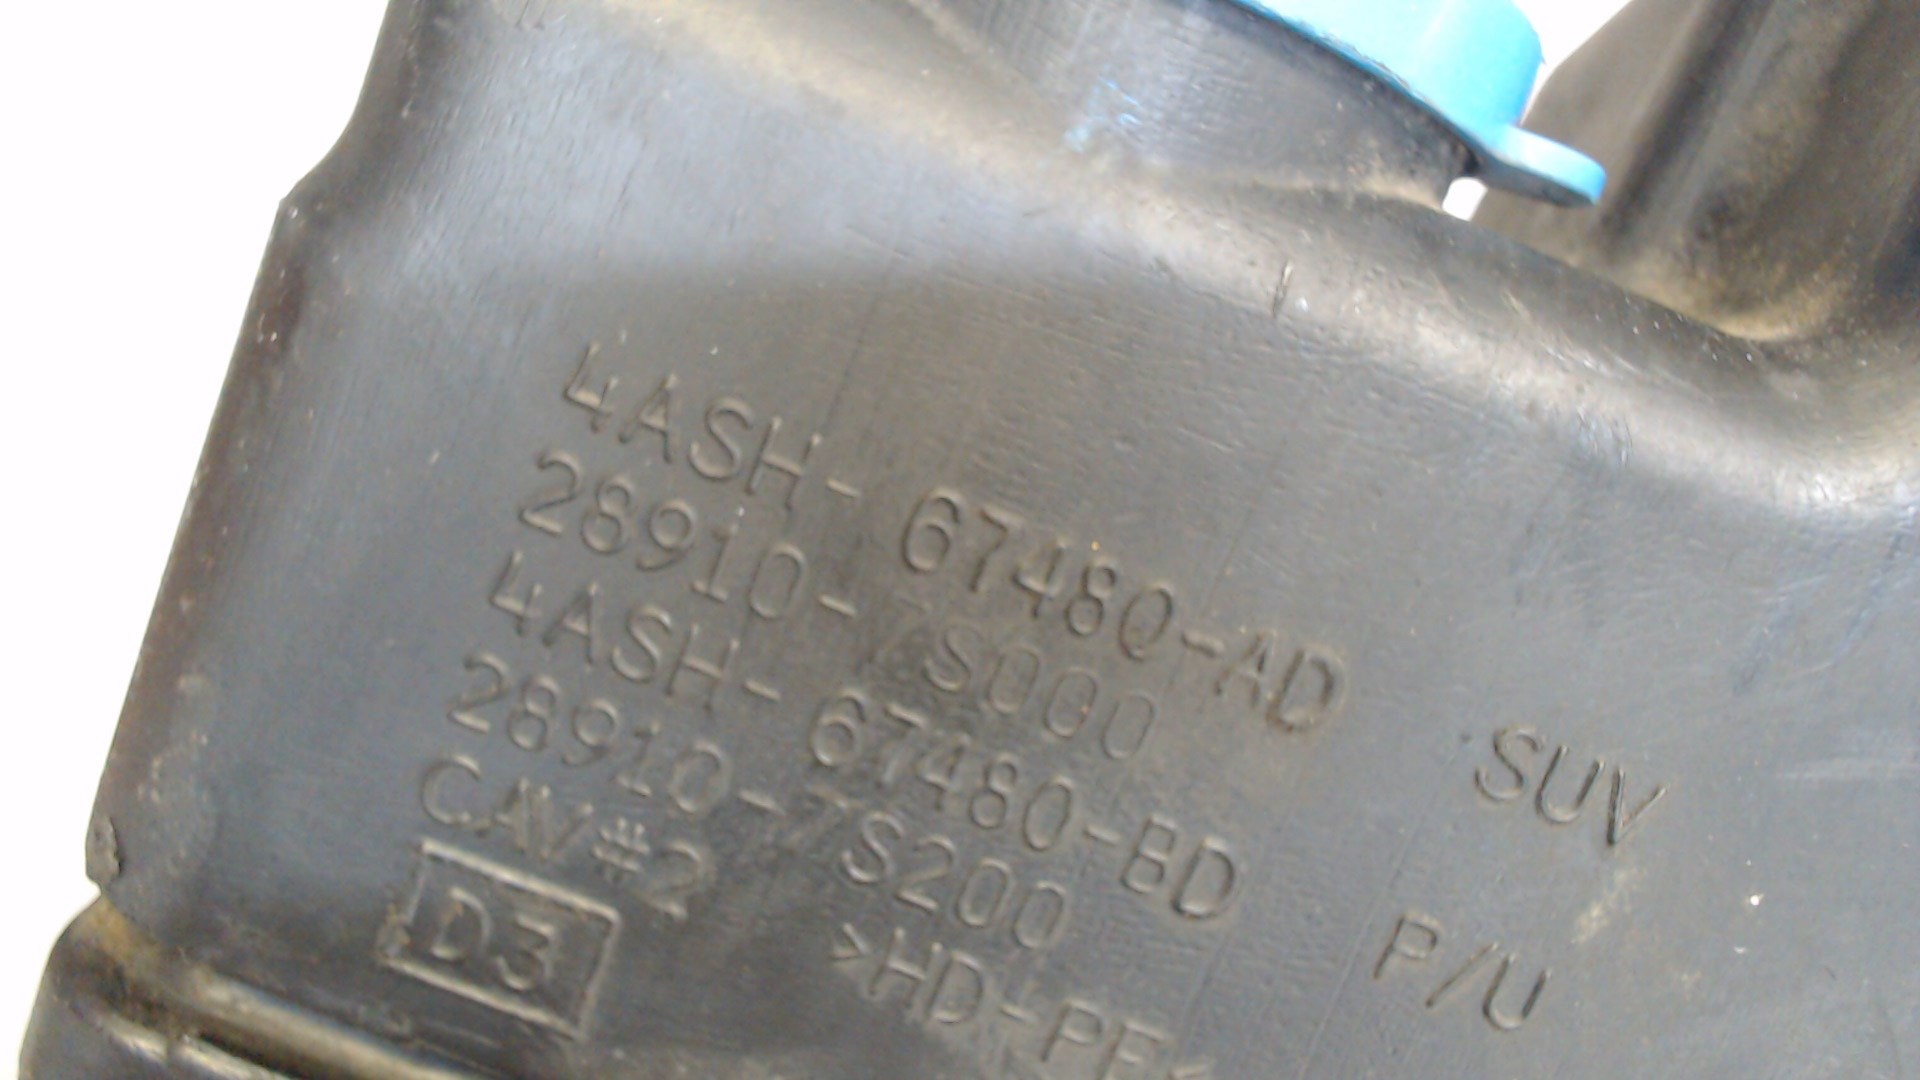 4ASH-67480-AD SUV
28910-7S000
4ASH-67480-BD P/U
28910-7S200
CAV#2 >HD-PE<
D3